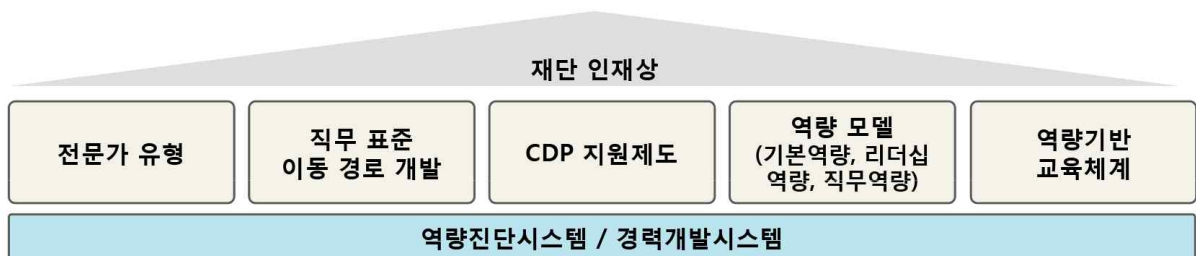 재단 인재상
전문가 유형
직무 표준
이동 경로 개발
CDP 지원제도
역량 모델
(기본역량, 리더십
역량, 직무역량)
역량기반
교육체계
역량진단시스템 / 경력개발시스템